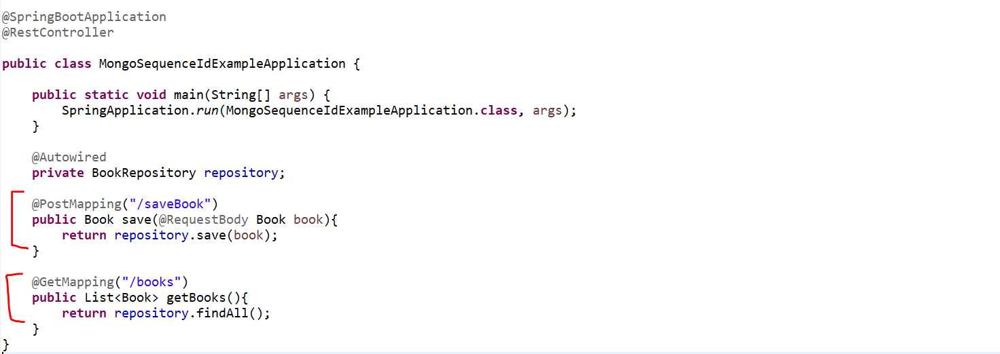 @SpringBootApplication
@RestController
public class MongoSequenceIdExampleApplication {
public static void main(String[] args) {
SpringApplication.run(MongoSequenceIdExampleApplication.class, args);
}
@Autowired
private BookRepository repository;
@PostMapping("/saveBook")
public Book save(@RequestBody Book book){
return repository.save(book);
}
@GetMapping("/books")
public List<Book> getBooks(){
return repository.findAll();
}
}